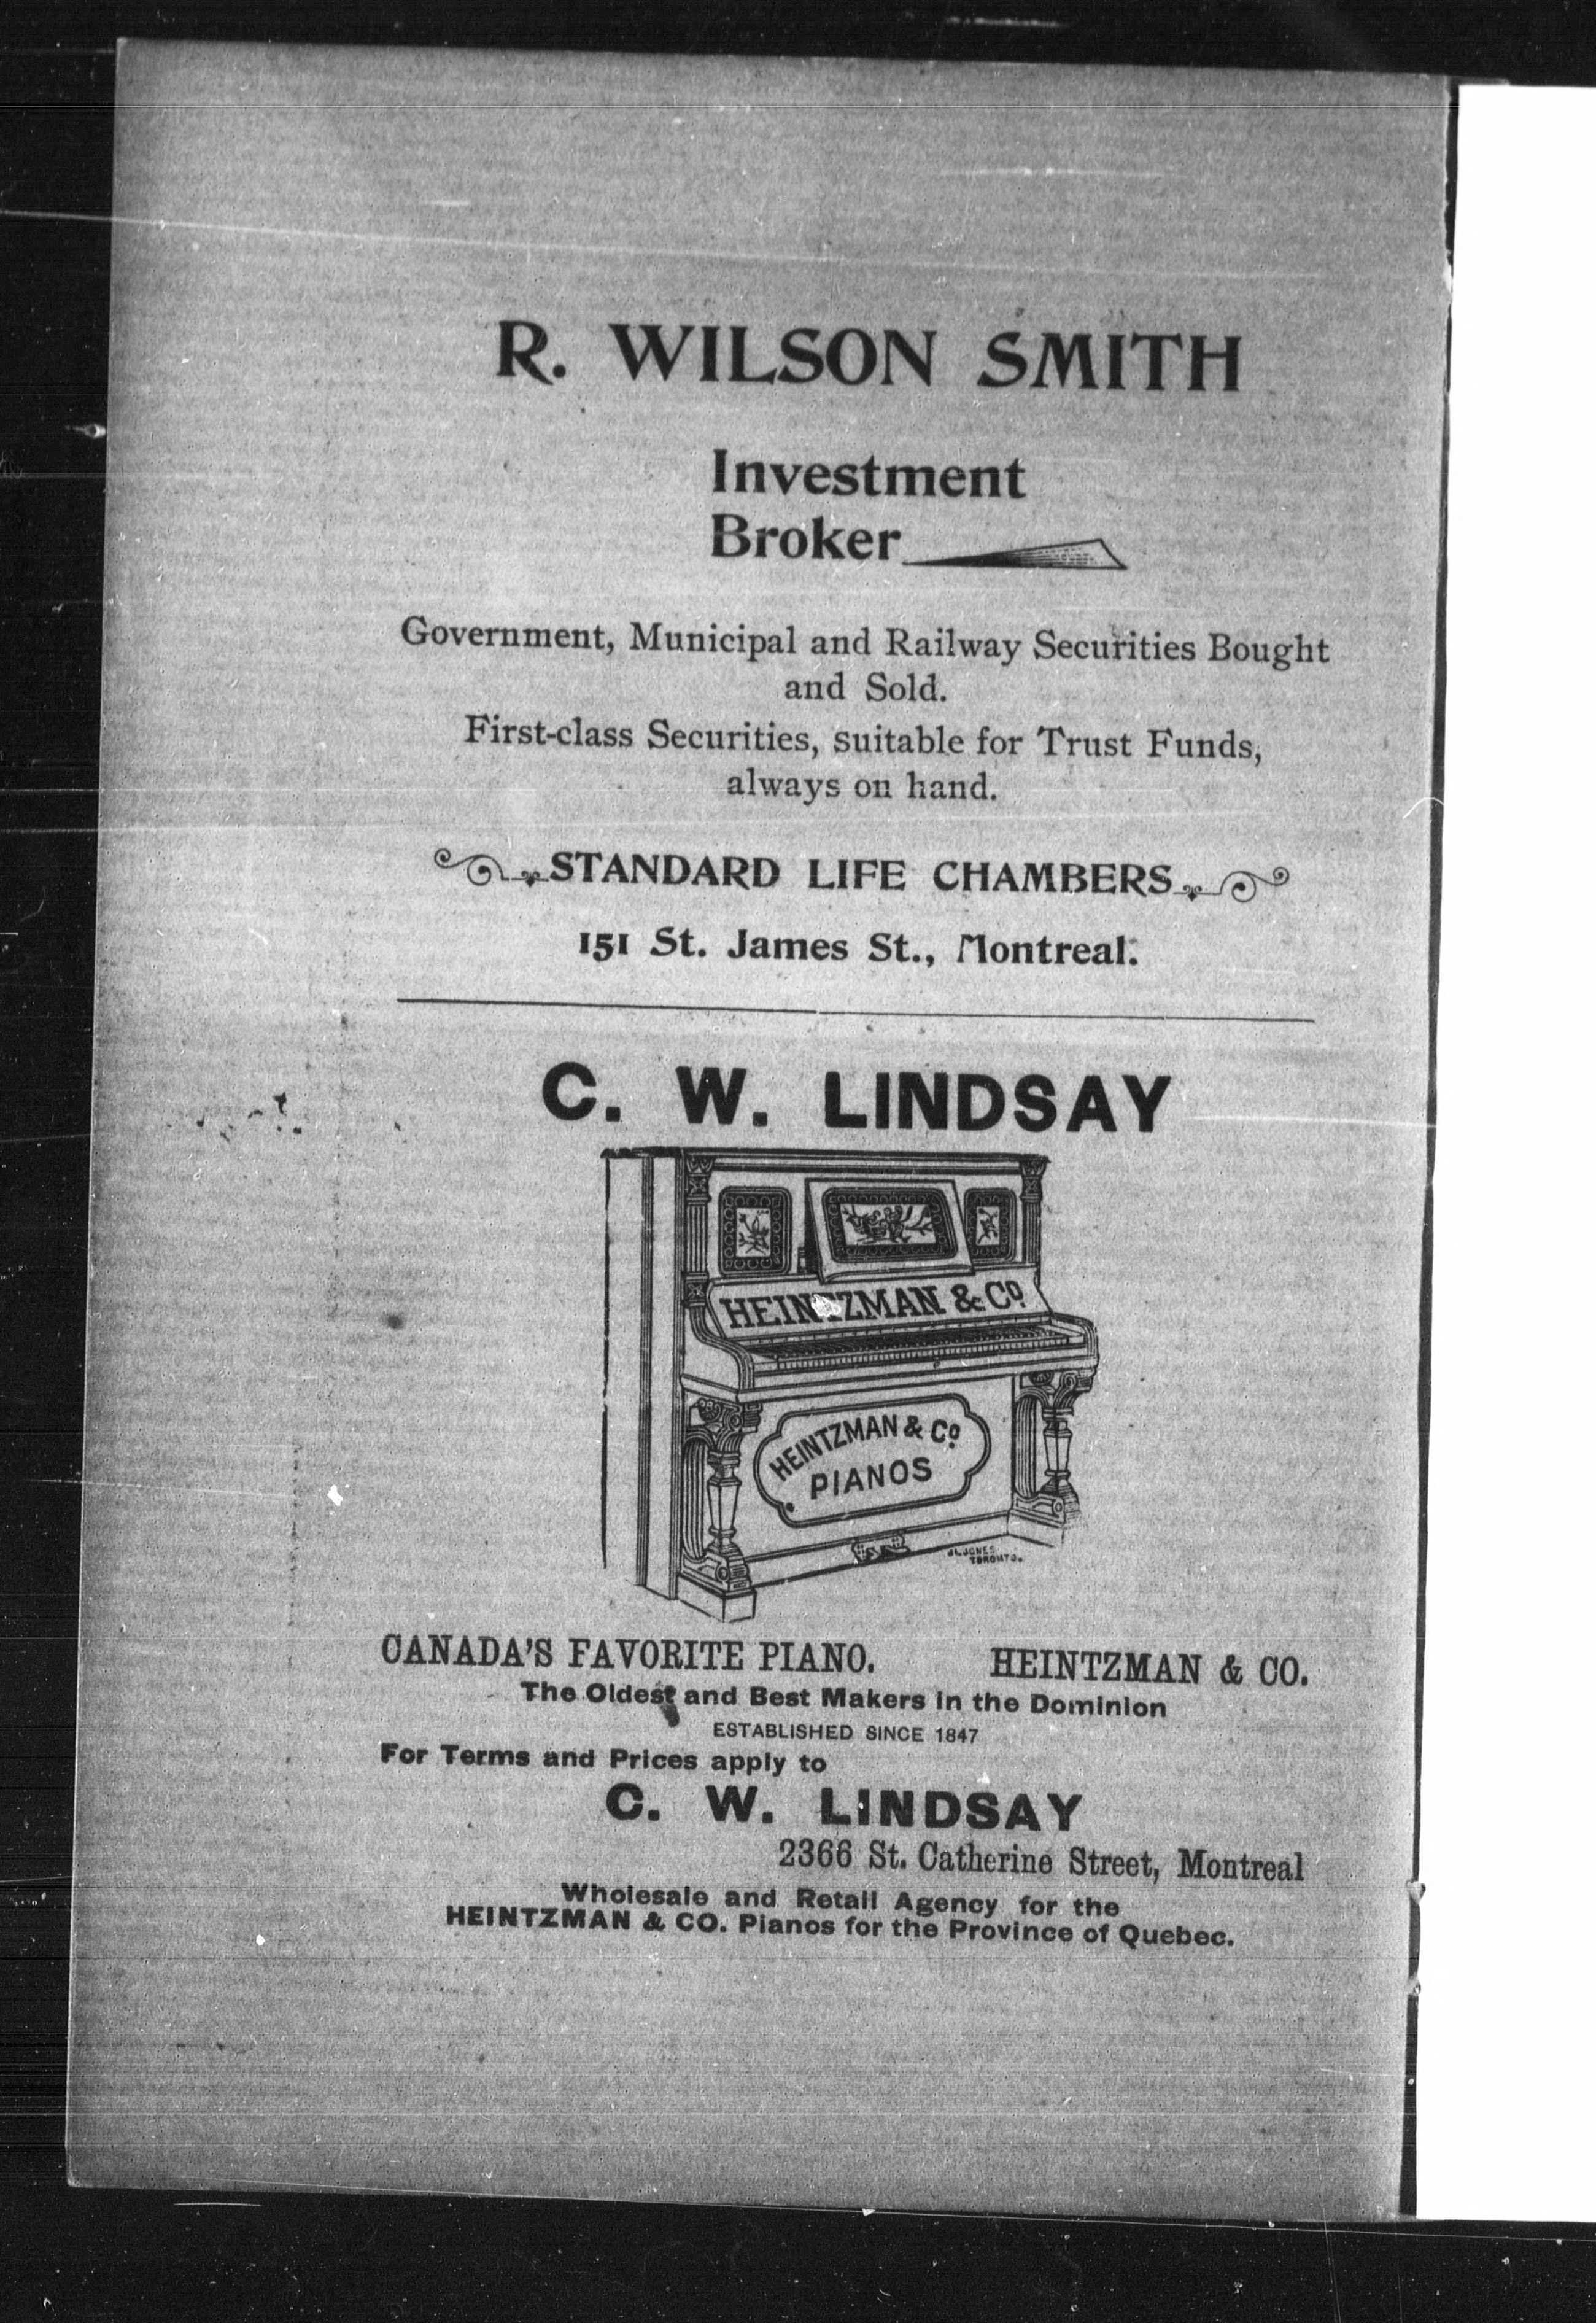 R. WILSON SMITH
Investment
Broker
Government, Municipal and Railway Securities Bought
and Sold.
First-class Securities, suitable for Trust Funds,
always on hand.
STANDARD LIFE CHAMBERS
151 St. James St., Montreal.
C. W. LINDSAY
HEINTZMAN & Co
HEINTZMAN & Co
PIANOS
J.L.JONES
TORONTO.
CANADA'S FAVORITE PIANO. HEINTZMAN & CO.
The Oldest and Best Makers in the Dominion
ESTABLISHED SINCE 1847
For Terms and Prices apply to
C. W. LINDSAY
2366 St. Catherine Street, Montreal
Wholesale and Retail Agency for the
HEINTZMAN & CO. Pianos for the Province of Quebec.